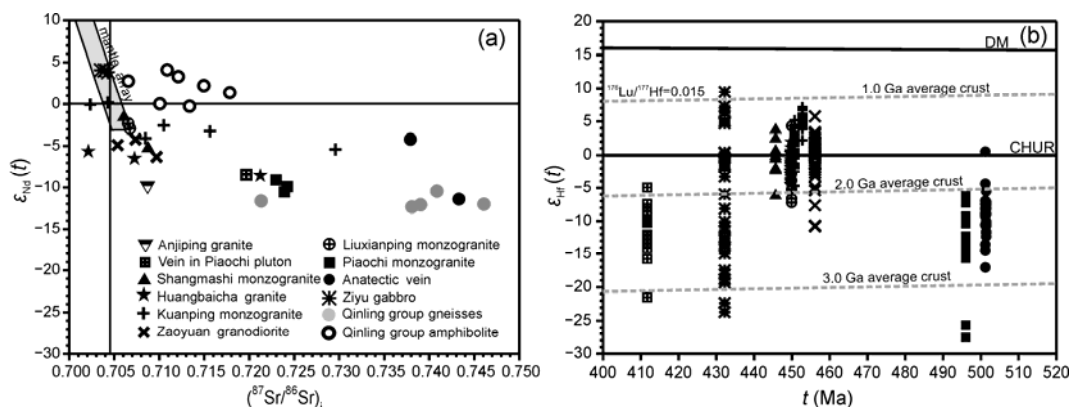 (a)
10
5
0
−5
−10
−15
−20
−25
−30
εNd(t)
mantle array
Anjiping granite
Vein in Piaochi pluton
Shangmashi monzogranite
Huangbaicha granite
Kuanping monzogranite
Zaoyuan granodiorite
Liuxianping monzogranite
Piaochi monzogranite
Anatectic vein
Ziyu gabbro
Qinling group gneisses
Qinling group amphibolite
0.700 0.705 0.710 0.715 0.720 0.725 0.730 0.735 0.740 0.745 0.750
(87Sr/86Sr)i
(b)
20
15
10
5
0
−5
−10
−15
−20
−25
−30
εHf(t)
DM
176Lu/177Hf=0.015
1.0 Ga average crust
CHUR
2.0 Ga average crust
3.0 Ga average crust
400 410 420 430 440 450 460 470 480 490 500 510
t (Ma)